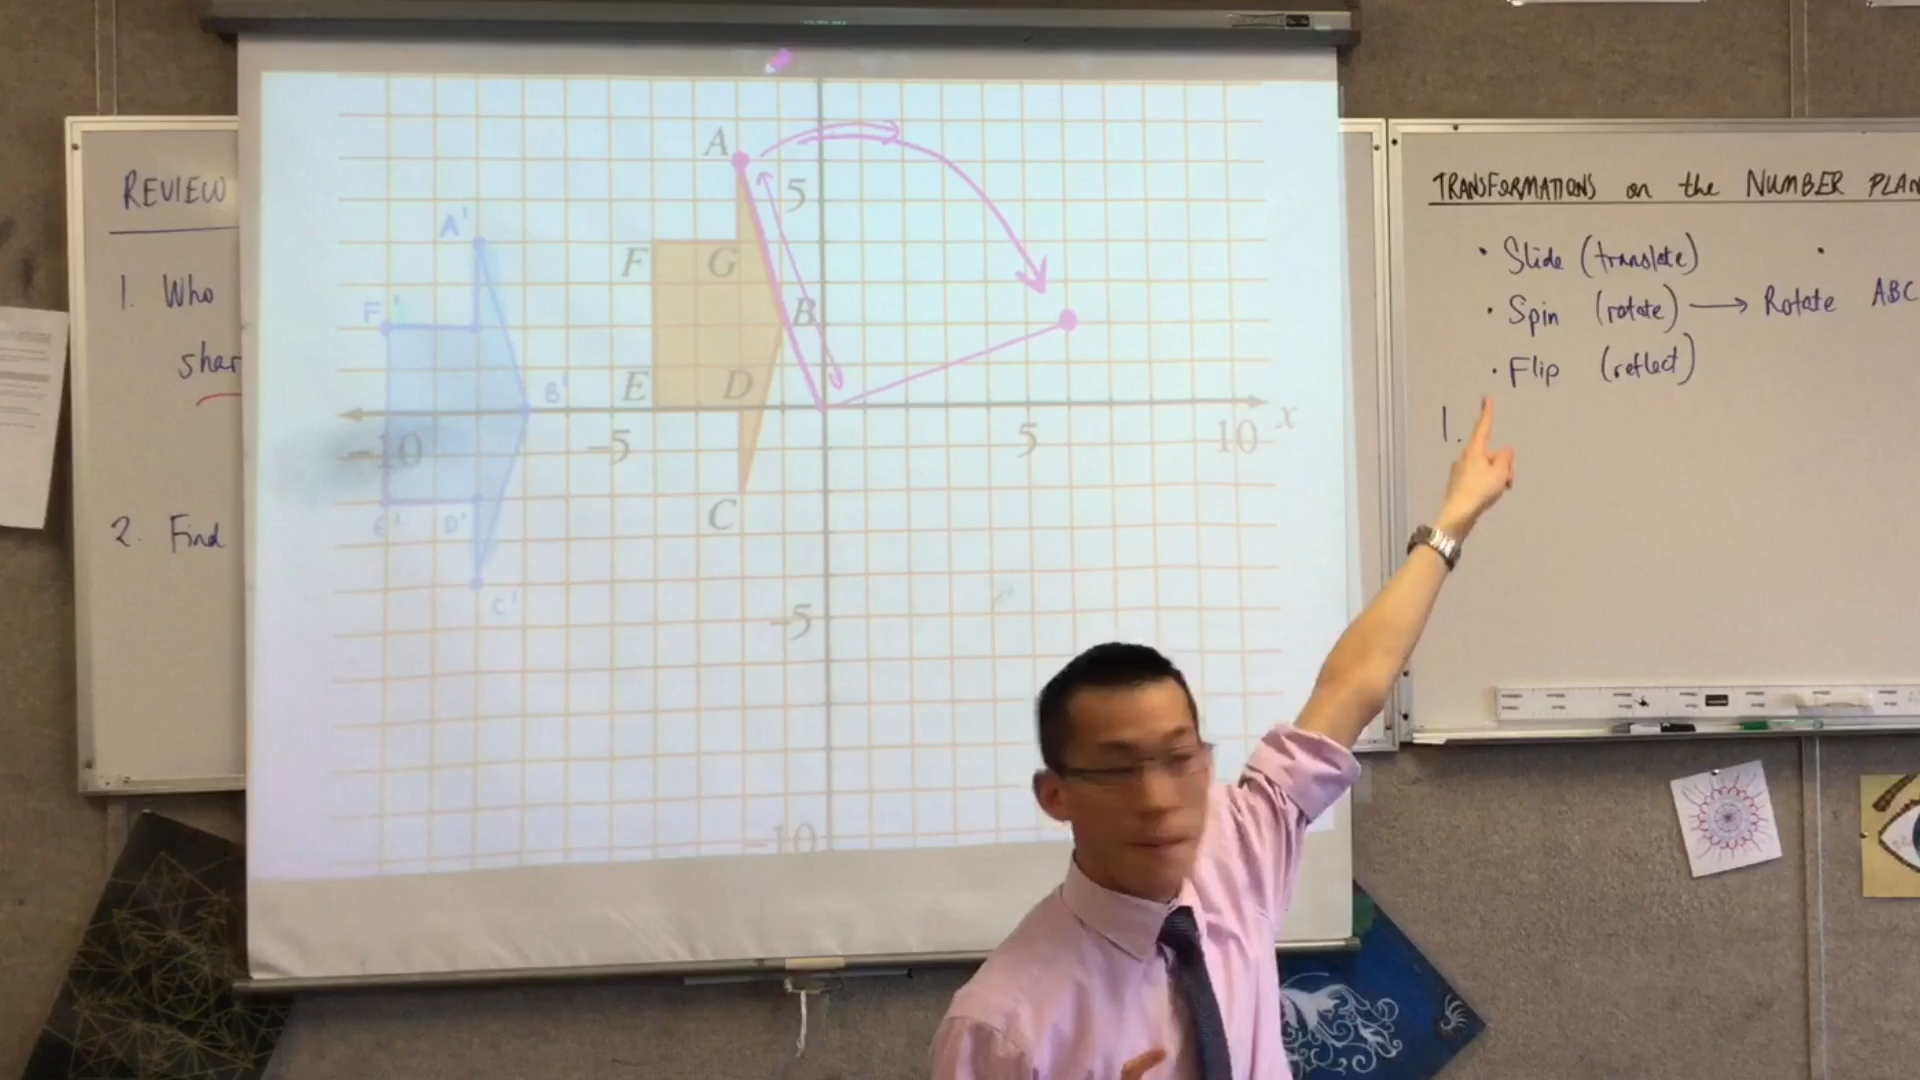 REVIEW
1. Who
shar
2. Find
A
5
A'
F
G
B
F'
E
D
B'
-10
-5
5
10
x
C
E'
D'
C'
-5
-10
TRANSFORMATIONS on the NUMBER PLAN
• Slide (translate)
• Spin (rotate) → Rotate ABC
• Flip (reflect)
1.